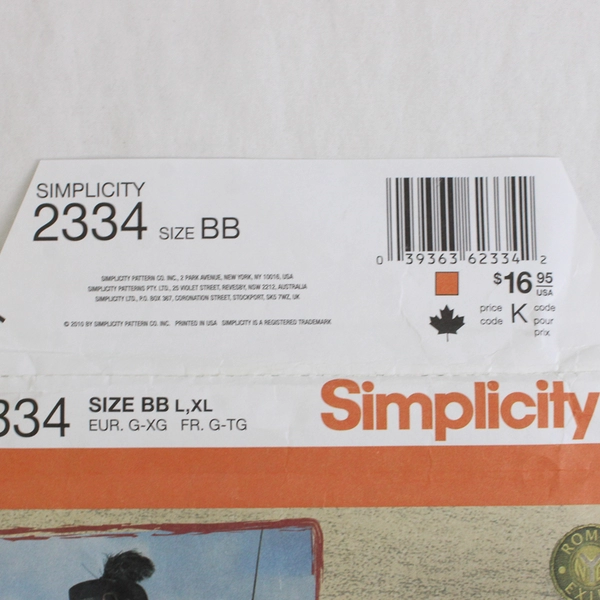 SIMPLICITY
2334 SIZE BB
SIMPLICITY PATTERN CO. INC., 2 PARK AVENUE, NEW YORK, NY 10016, USA
SIMPLICITY PATTERNS PTY. LTD., 25 VIOLET STREET, REVESBY, NSW 2212, AUSTRALIA
SIMPLICITY LTD., P.O. BOX 367, CORONATION STREET, STOCKPORT, SK5 7WZ, UK
© 2010 BY SIMPLICITY PATTERN CO. INC. PRINTED IN USA SIMPLICITY IS A REGISTERED TRADEMARK
0 39363 62334 2
$16.95
USA
price code K code pour prix
334 SIZE BB L,XL
EUR. G-XG FR. G-TG
Simplicity